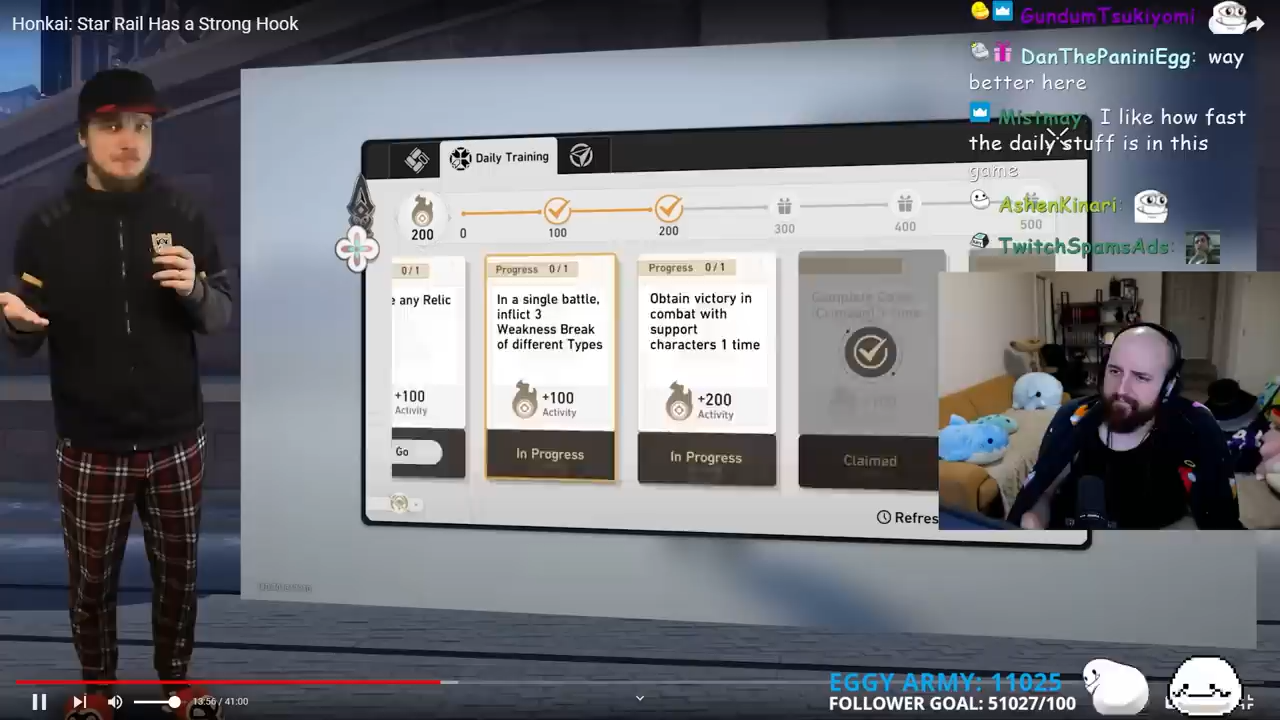 Honkai: Star Rail Has a Strong Hook
GundumTsukiyomi
DanThePaniniEgg: way
better here
Mistmay: I like how fast
the daily stuff is in this
game
AshenKinari:
TwitchSpamsAds:
Daily Training
200
0
100
200
300
400
500
0/1
e any Relic
+100
Activity
Go
Progress 0/1
In a single battle,
inflict 3
Weakness Break
of different Types
+100
Activity
In Progress
Progress 0/1
Obtain victory in
combat with
support
characters 1 time
+200
Activity
In Progress
Claimed
Refres
13:56 / 41:00
EGGY ARMY: 11025
FOLLOWER GOAL: 51027/100